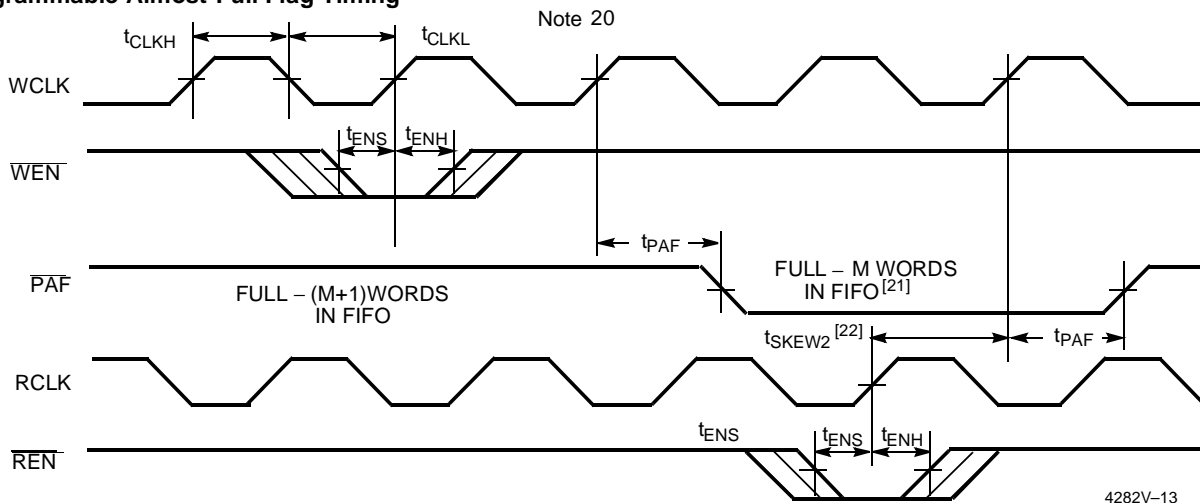 grammable Almost Full Flag Timing
Note 20
tCLKH
tCLKL
WCLK
tENS
tENH
WEN
tPAF
PAF
FULL – (M+1)WORDS
IN FIFO
FULL – M WORDS
IN FIFO[21]
tSKEW2 [22]
tPAF
RCLK
tENS
tENS
tENH
REN
4282V–13